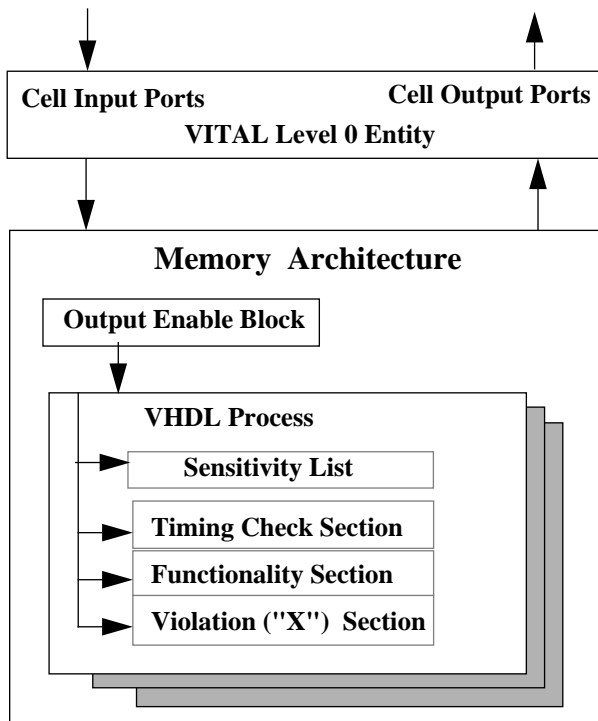 Cell Input Ports
Cell Output Ports
VITAL Level 0 Entity
Memory Architecture
Output Enable Block
VHDL Process
Sensitivity List
Timing Check Section
Functionality Section
Violation ("X") Section